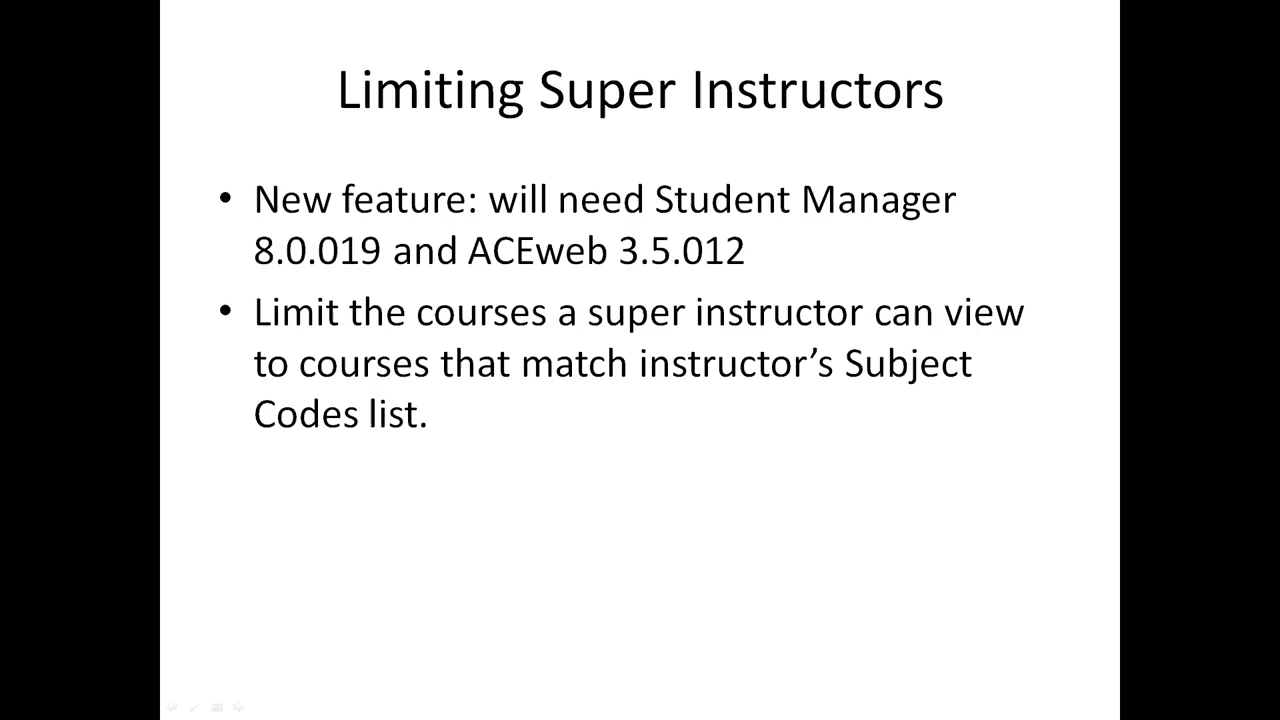 Limiting Super Instructors
• New feature: will need Student Manager
8.0.019 and ACEweb 3.5.012
• Limit the courses a super instructor can view
to courses that match instructor’s Subject
Codes list.